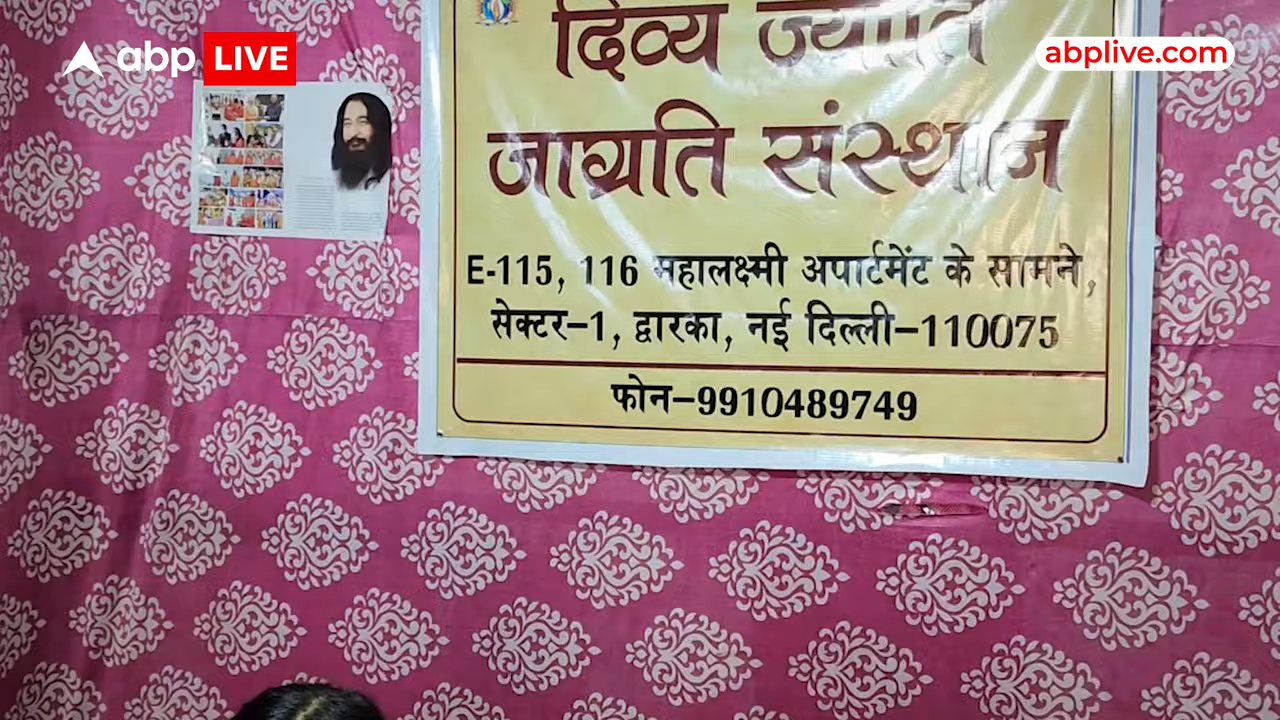 abp LIVE
abplive.com
दिव्य ज्योति
जाग्रति संस्थान
E-115, 116 महालक्ष्मी अपार्टमेंट के सामने,
सेक्टर-1, द्वारका, नई दिल्ली-110075
फोन-9910489749